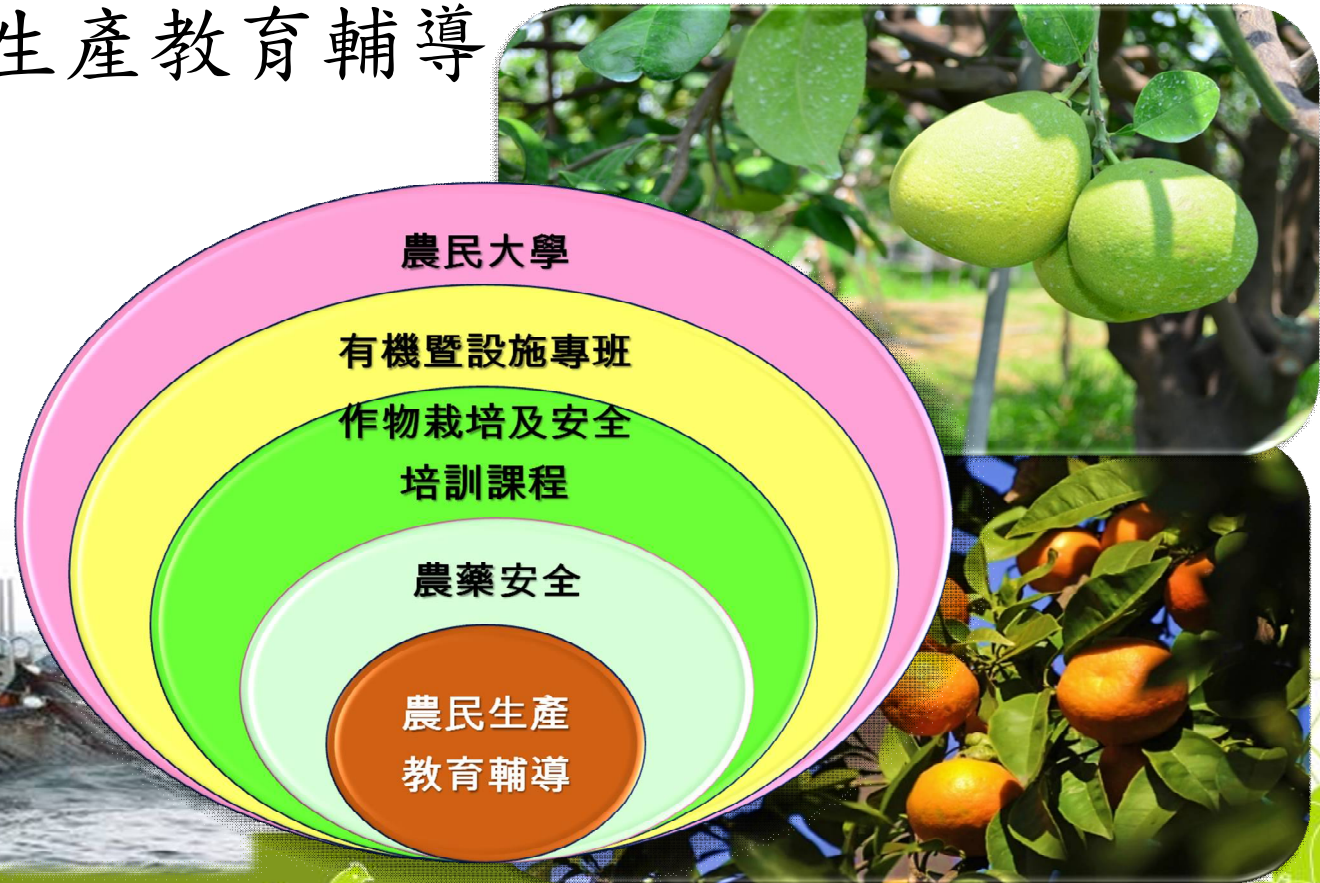 生產教育輔導
農民大學
有機暨設施專班
作物栽培及安全
培訓課程
農藥安全
農民生產
教育輔導